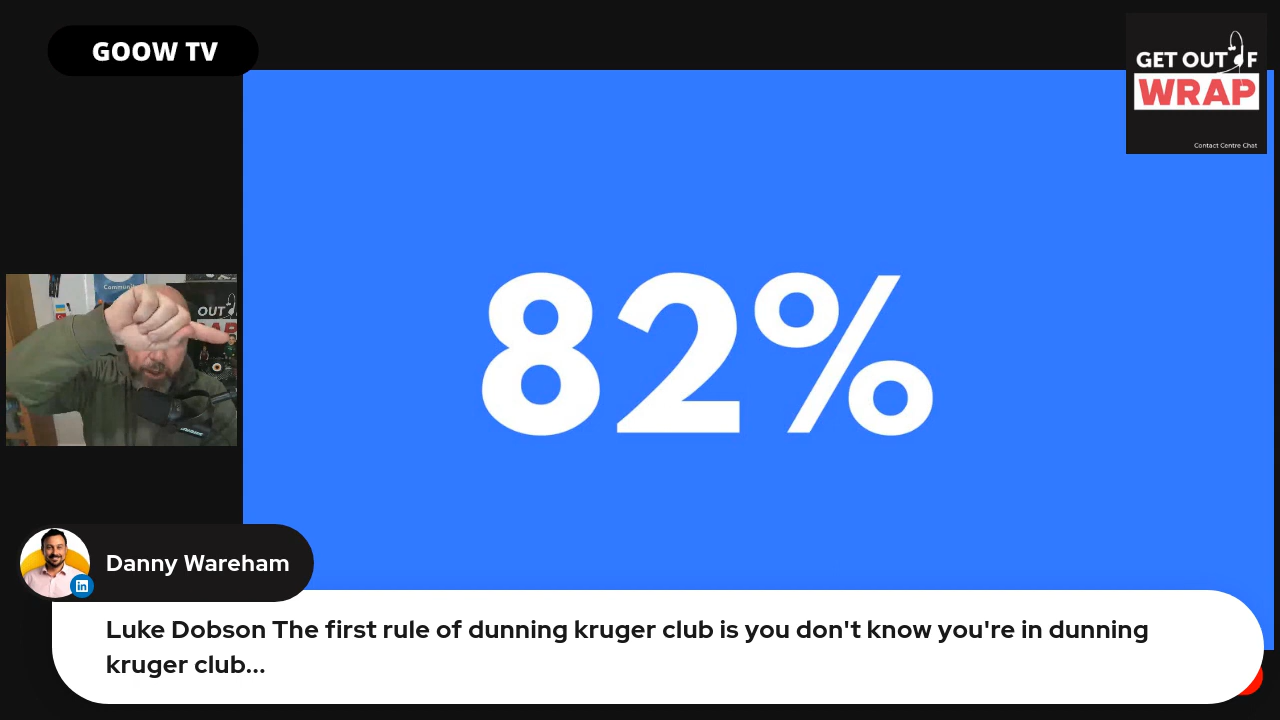 GOOW TV
GET OUT OF
WRAP
Contact Centre Chat
82%
OUT
Danny Wareham
Luke Dobson The first rule of dunning kruger club is you don't know you're in dunning
kruger club...